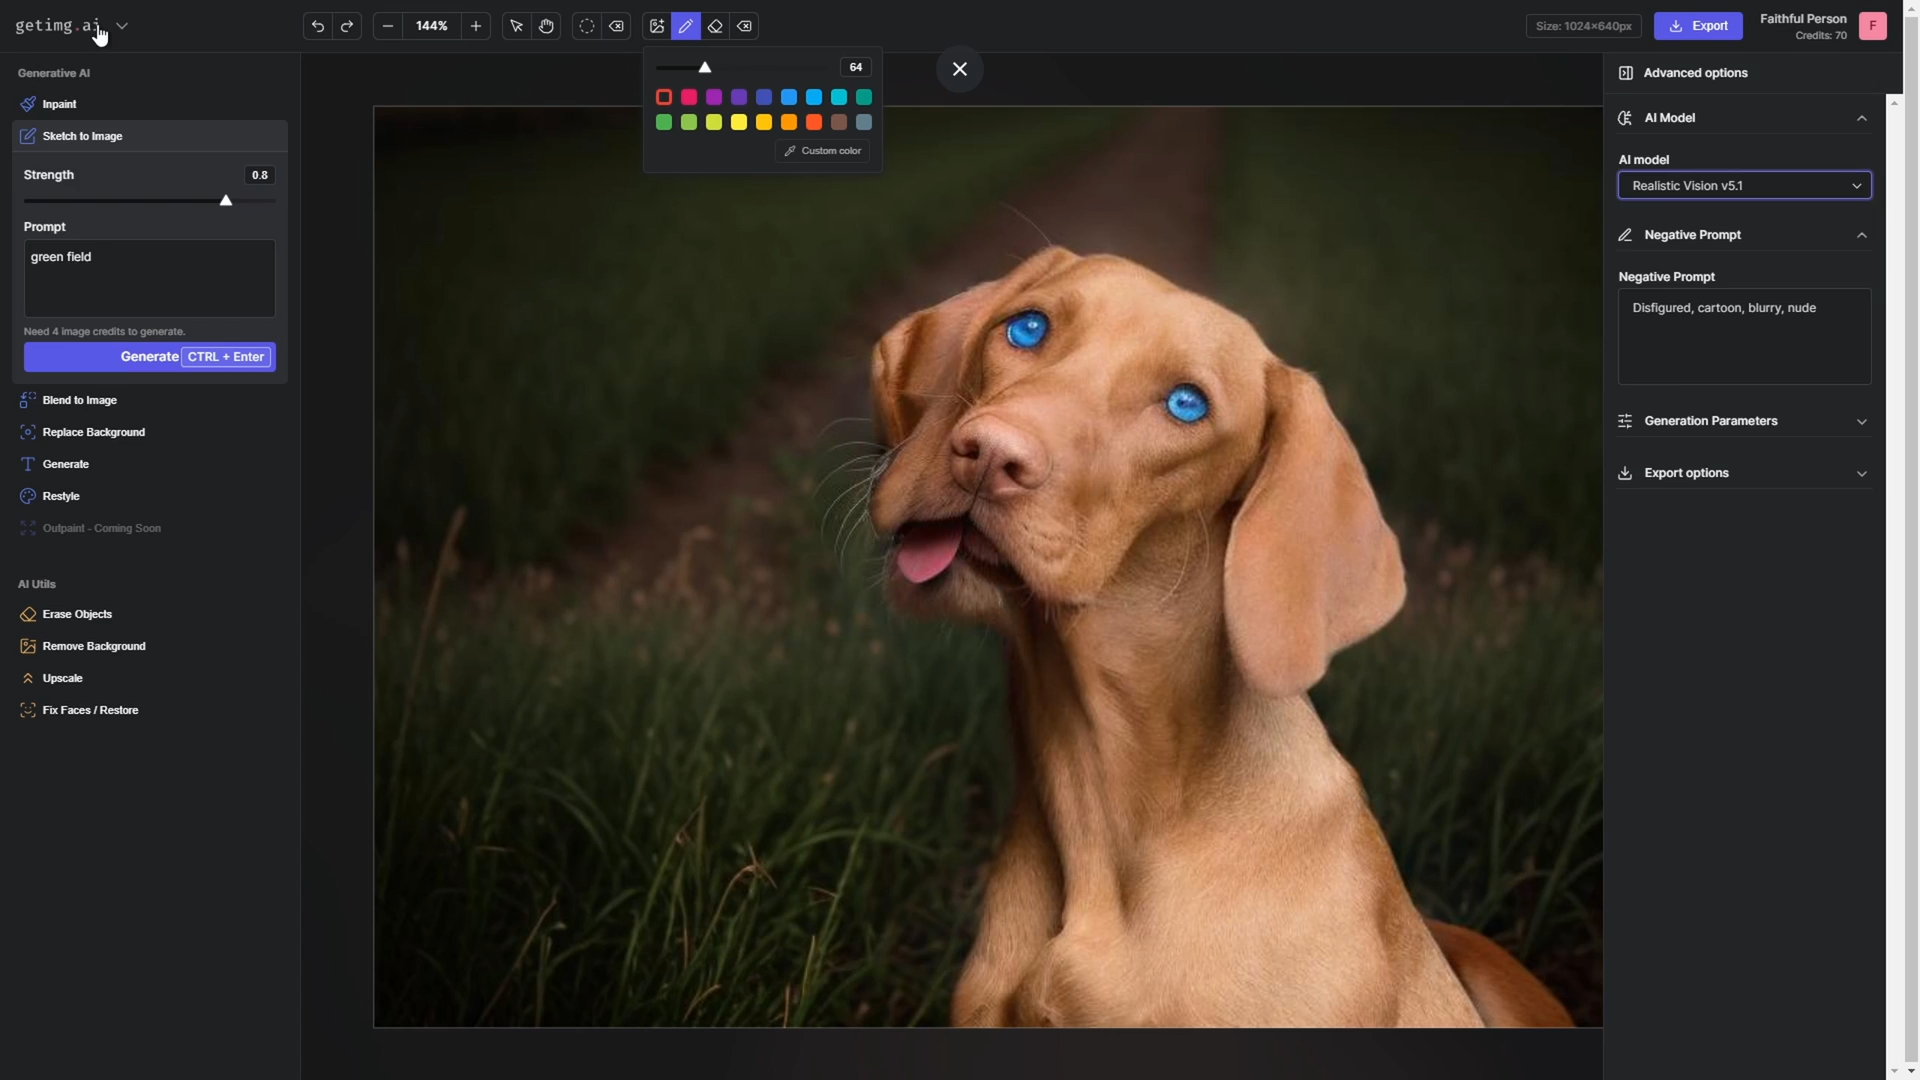 getimg.ai
144%
Size: 1024×640px
Export
Faithful Person
Credits: 70
F
Generative AI
Inpaint
Sketch to Image
Strength
0.8
Prompt
green field
Need 4 image credits to generate.
Generate CTRL + Enter
Blend to Image
Replace Background
Generate
Restyle
Outpaint - Coming Soon
AI Utils
Erase Objects
Remove Background
Upscale
Fix Faces / Restore
64
Custom color
Advanced options
AI Model
AI model
Realistic Vision v5.1
Negative Prompt
Negative Prompt
Disfigured, cartoon, blurry, nude
Generation Parameters
Export options